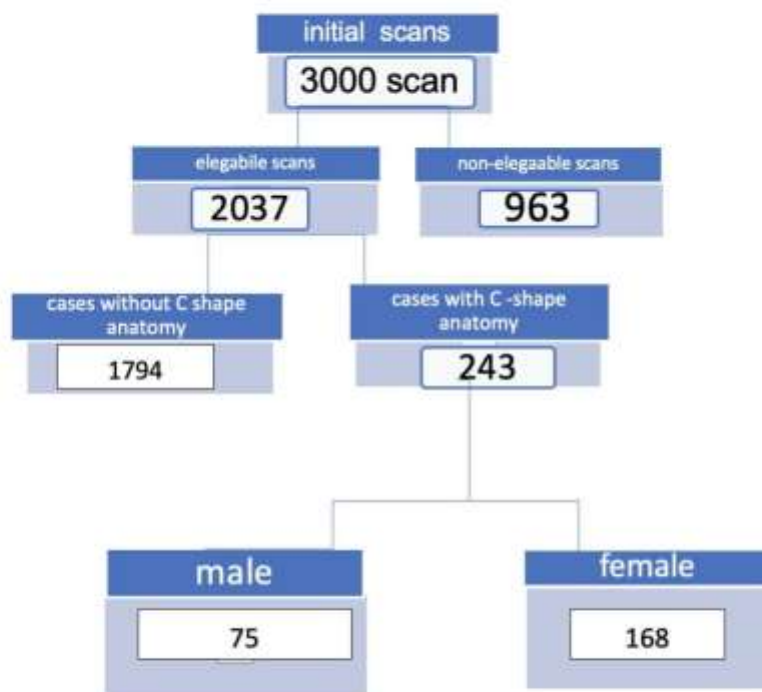 initial scans
3000 scan
elegabile scans
non-elegaable scans
2037
963
cases without C shape
anatomy
cases with C -shape
anatomy
1794
243
male
female
75
168